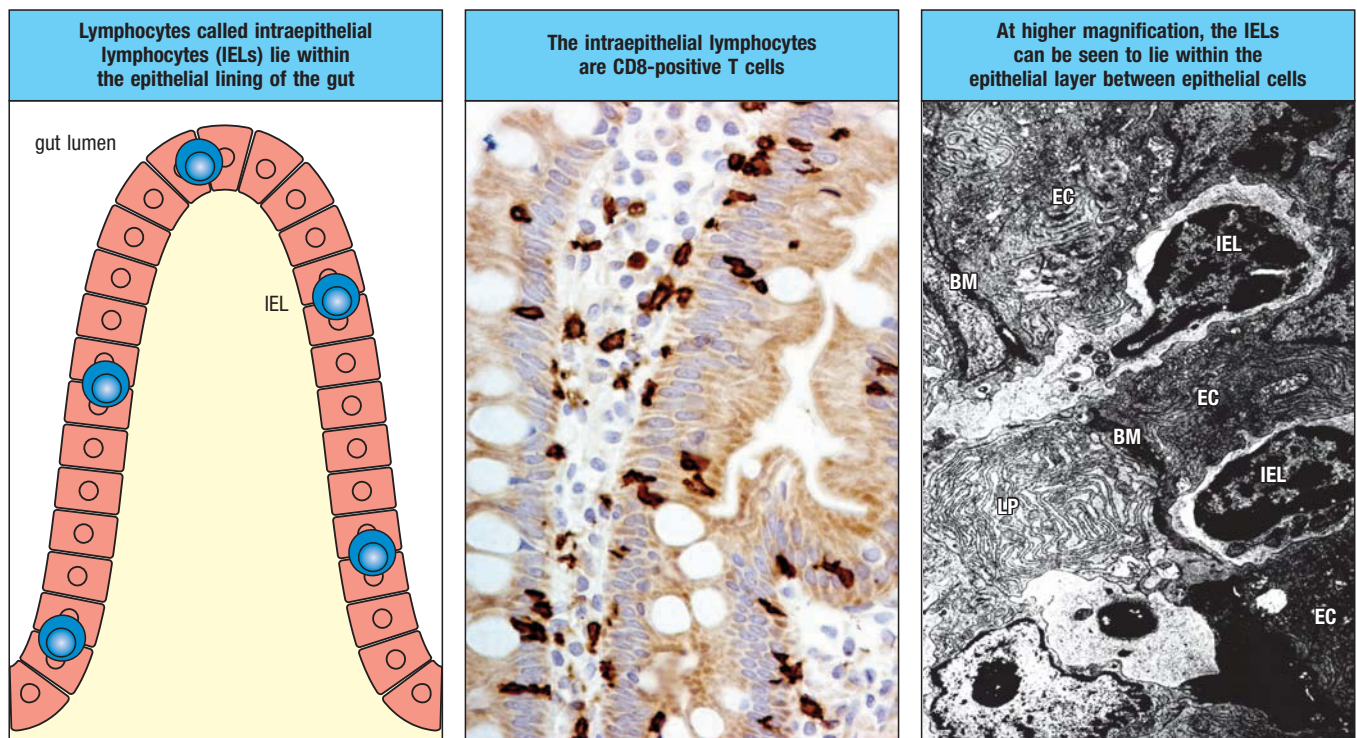 Lymphocytes called intraepithelial
lymphocytes (IELs) lie within
the epithelial lining of the gut
gut lumen
IEL
The intraepithelial lymphocytes
are CD8-positive T cells
At higher magnification, the IELs
can be seen to lie within the
epithelial layer between epithelial cells
EC
IEL
BM
EC
BM
IEL
LP
EC